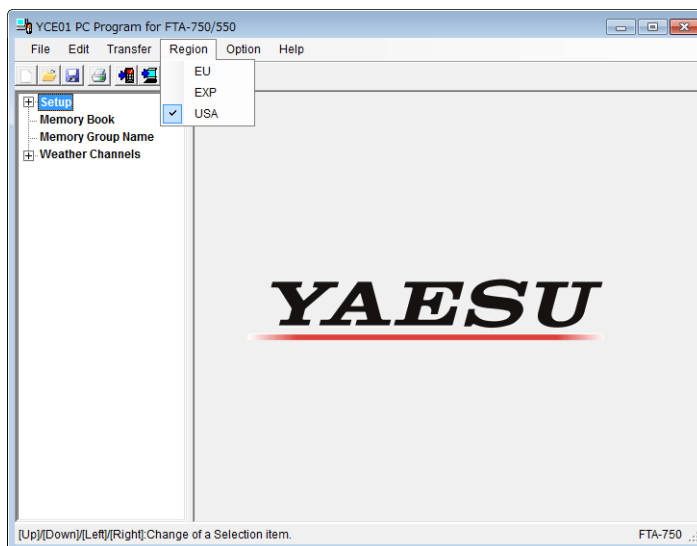 YCE01 PC Program for FTA-750/550
File Edit Transfer Region Option Help
EU
EXP
USA
Setup
Memory Book
Memory Group Name
Weather Channels
YAESU
[Up]/[Down]/[Left]/[Right]:Change of a Selection item. FTA-750